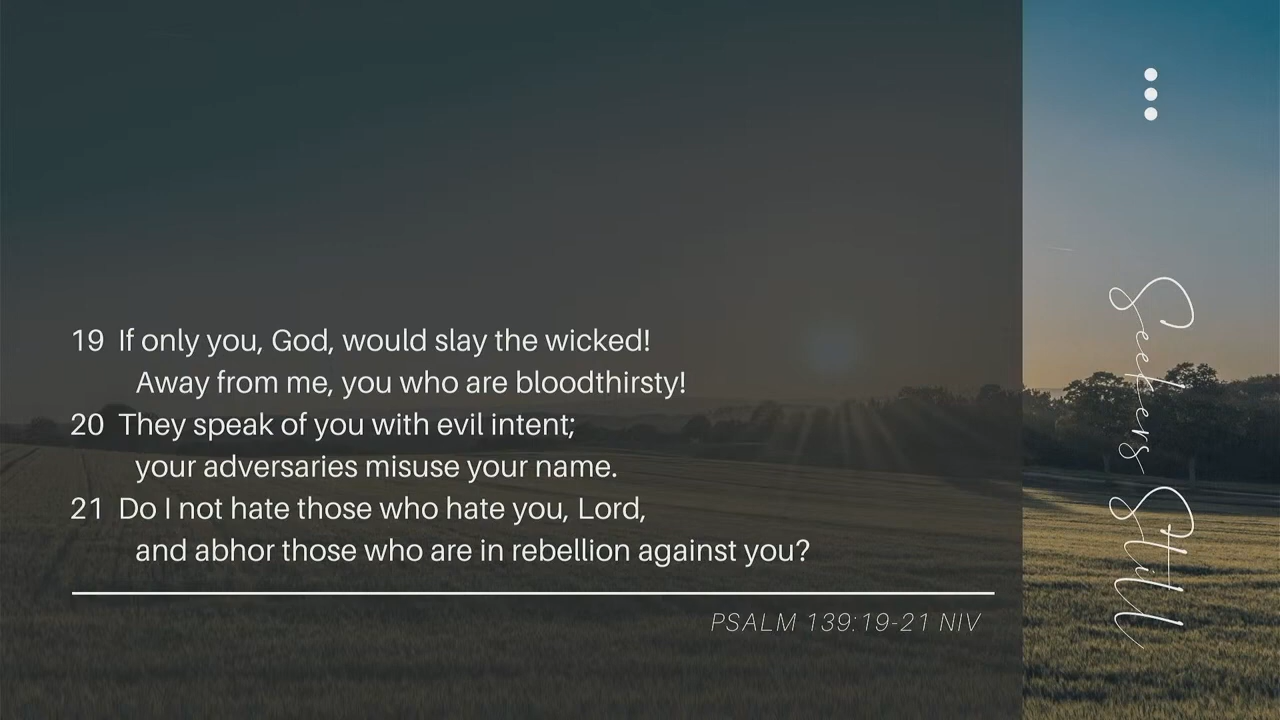 19 If only you, God, would slay the wicked!
Away from me, you who are bloodthirsty!
20 They speak of you with evil intent;
your adversaries misuse your name.
21 Do I not hate those who hate you, Lord,
and abhor those who are in rebellion against you?
PSALM 139:19-21 NIV
Seekers Still